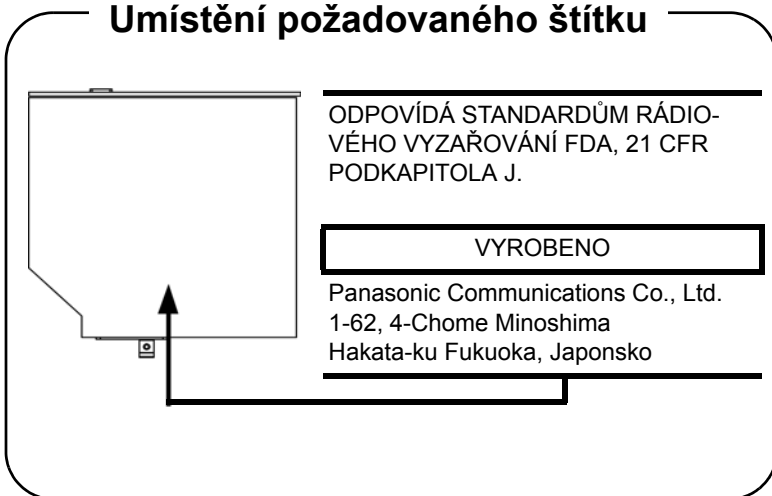 Umístění požadovaného štítku
ODPOVÍDÁ STANDARDŮM RÁDIO-
VÉHO VYZAŘOVÁNÍ FDA, 21 CFR
PODKAPITOLA J.
VYROBENO
Panasonic Communications Co., Ltd.
1-62, 4-Chome Minoshima
Hakata-ku Fukuoka, Japonsko